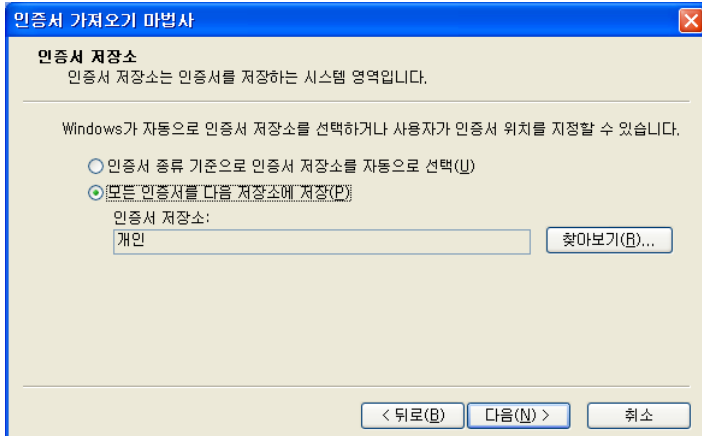 인증서 가져오기 마법사
인증서 저장소
인증서 저장소는 인증서를 저장하는 시스템 영역입니다.
Windows가 자동으로 인증서 저장소를 선택하거나 사용자가 인증서 위치를 지정할 수 있습니다.
인증서 종류 기준으로 인증서 저장소를 자동으로 선택(U)
모든 인증서를 다음 저장소에 저장(P)
인증서 저장소:
개인 찾아보기(R)...
< 뒤로(B) 다음(N) > 취소